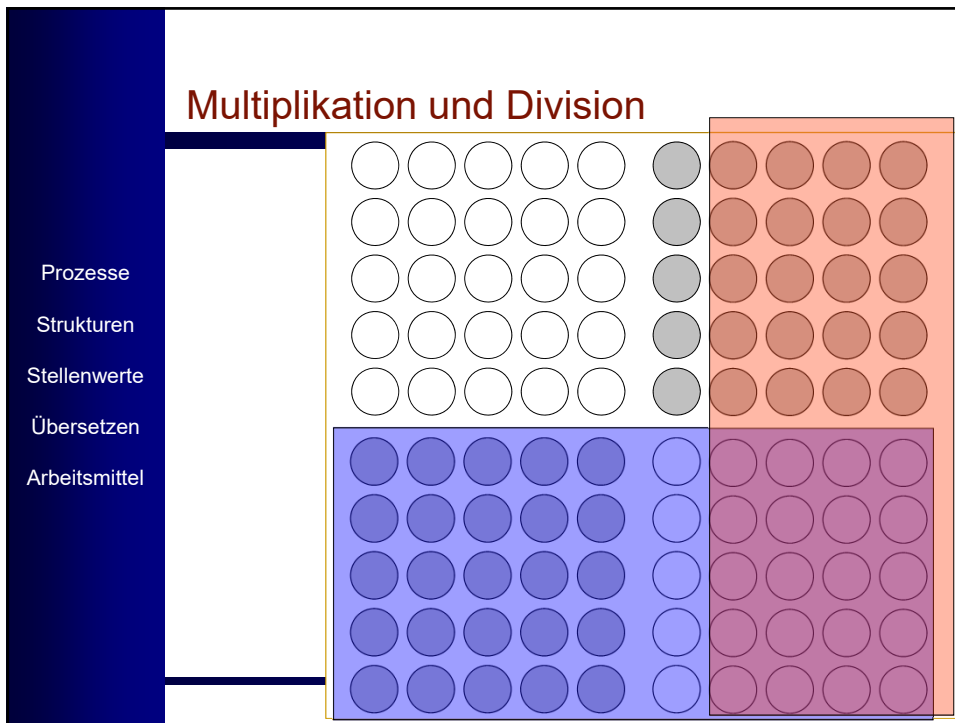 Multiplikation und Division
Prozesse
Strukturen
Stellenwerte
Übersetzen
Arbeitsmittel